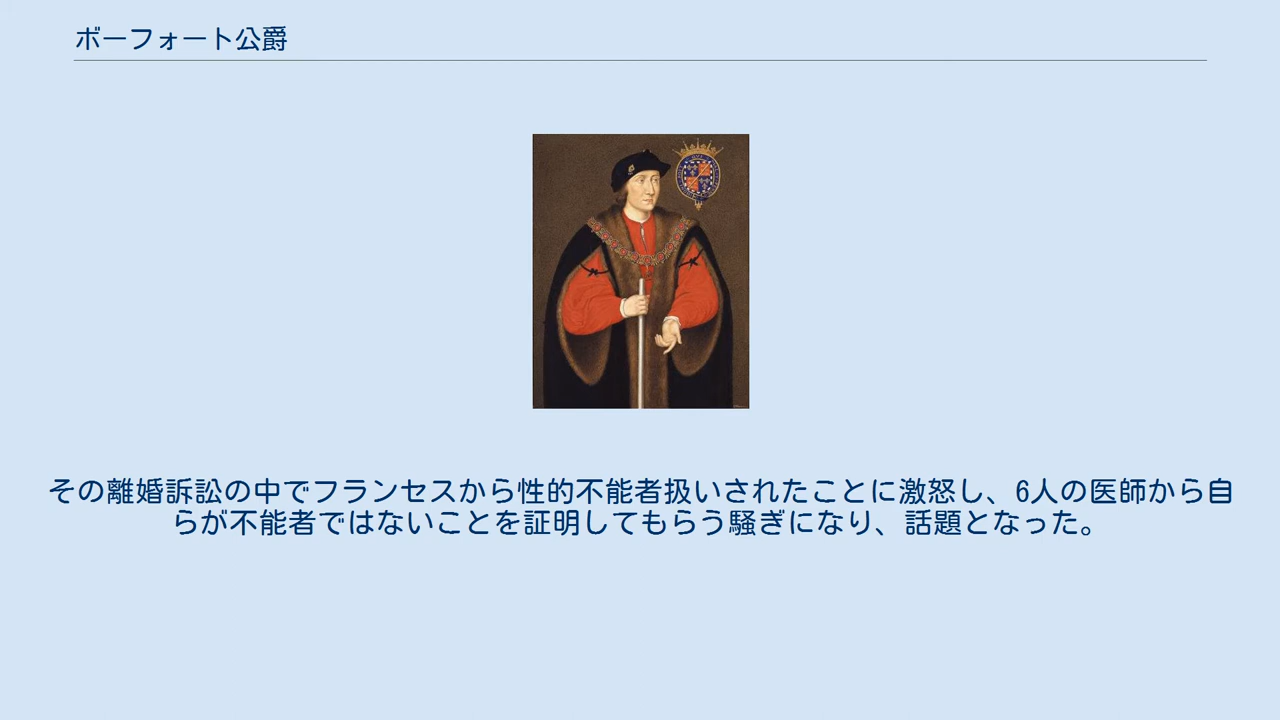 ボーフォート公爵
その離婚訴訟の中でフランセスから性的不能者扱いされたことに激怒し、6人の医師から自
らが不能者ではないことを証明してもらう騒ぎになり、話題となった。